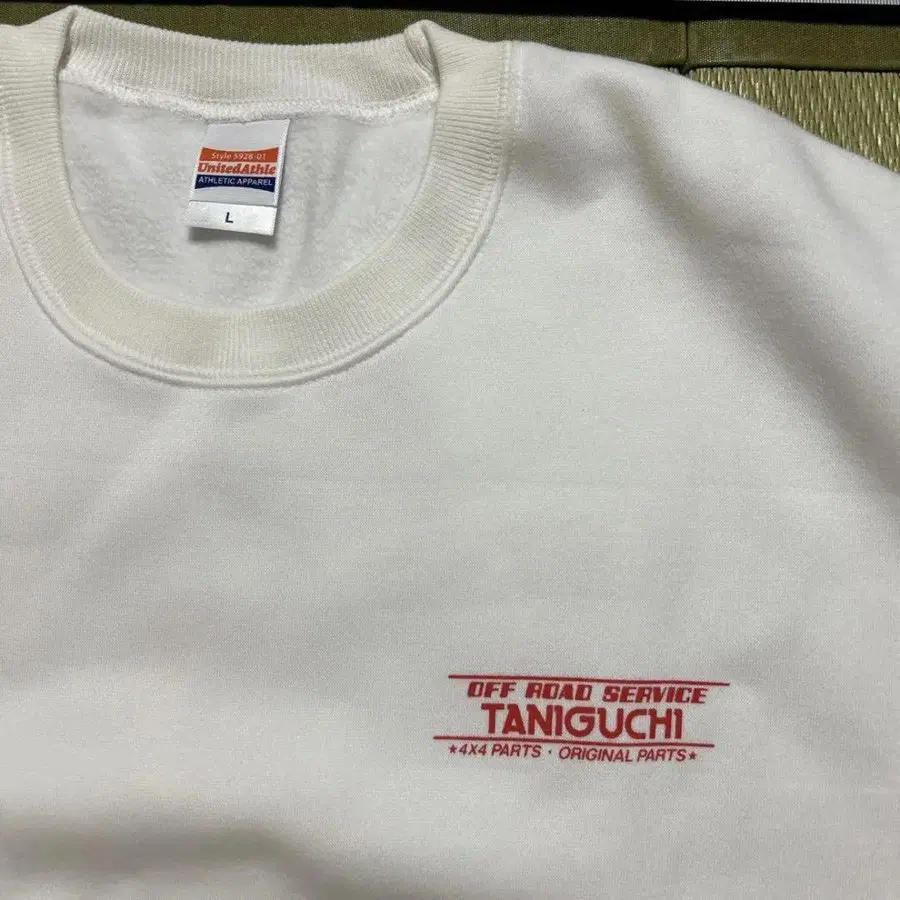 Style 5928-01
UnitedAthle
ATHLETIC APPAREL
L
OFF ROAD SERVICE
TANIGUCHI
★4X4 PARTS・ORIGINAL PARTS★